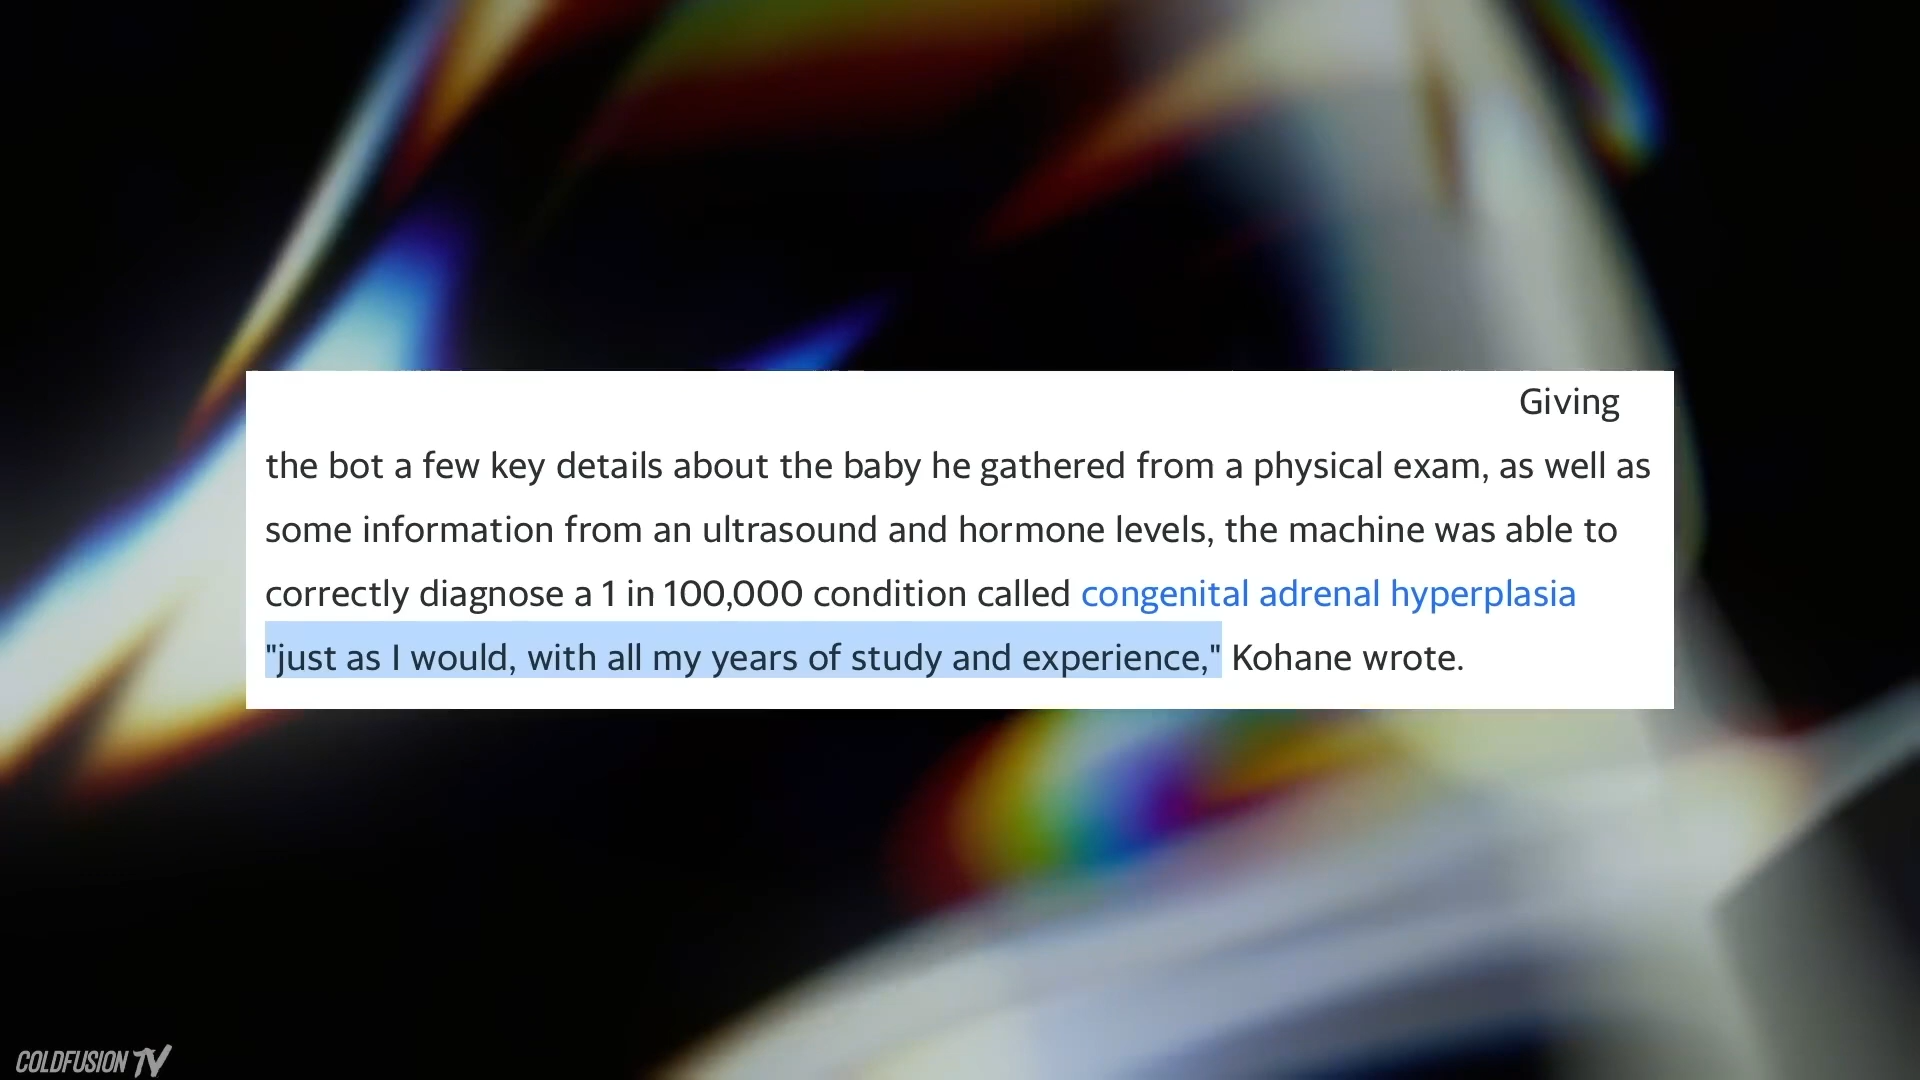 Giving
the bot a few key details about the baby he gathered from a physical exam, as well as
some information from an ultrasound and hormone levels, the machine was able to
correctly diagnose a 1 in 100,000 condition called congenital adrenal hyperplasia
"just as I would, with all my years of study and experience," Kohane wrote.
COLDFUSION TV